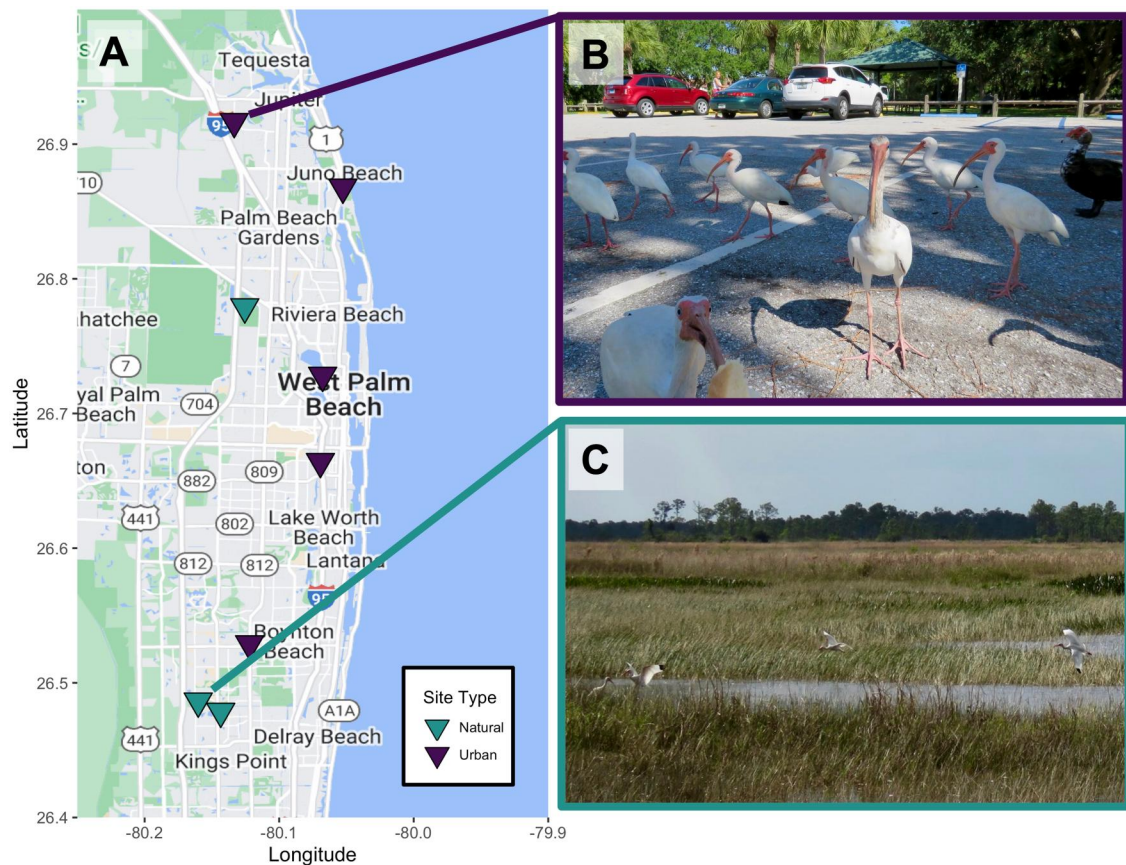 A
s/
Tequesta
Jupiter
95
1
26.9
Juno Beach
710
Palm Beach
Gardens
26.8
Riviera Beach
hatchee
7
West Palm
Beach
yal Palm
Beach
704
26.7
Latitude
ton
809
882
441
802
Lake Worth
Beach
26.6
812
812
Lantana
95
Boynton
Beach
26.5
A1A
Delray Beach
441
Kings Point
Site Type
Natural
Urban
26.4
-80.2
-80.1
-80.0
-79.9
Longitude
B
C